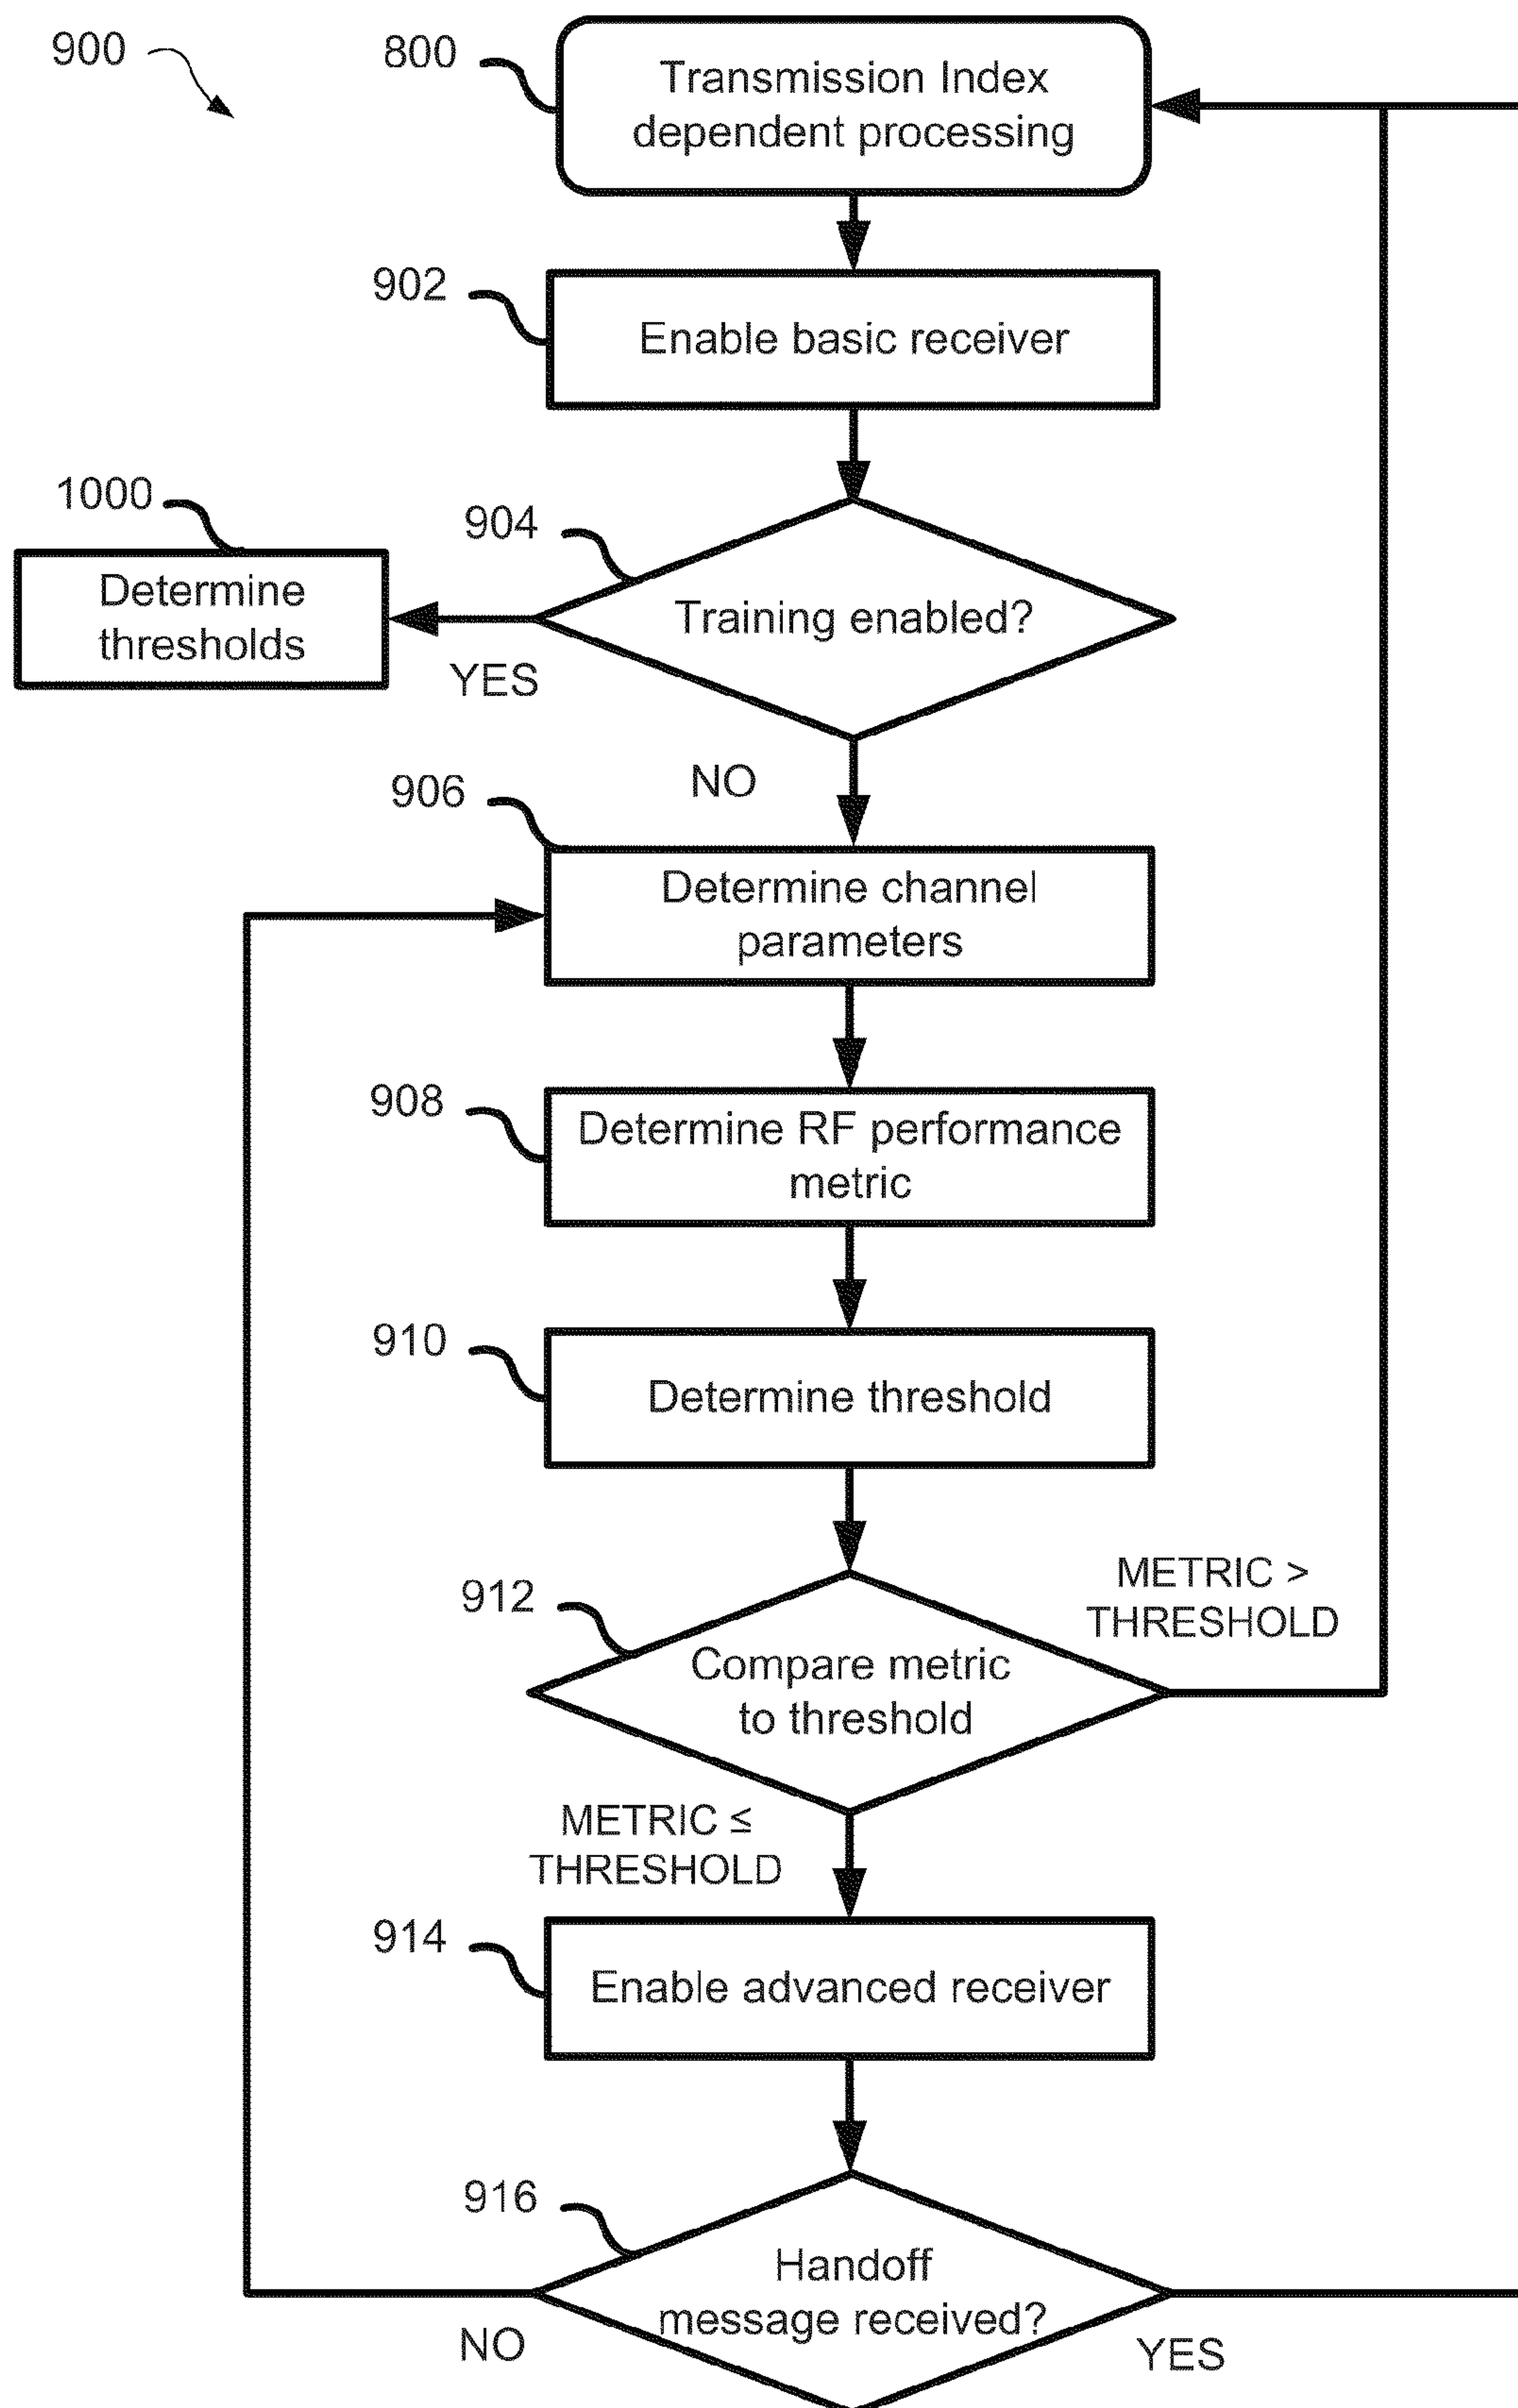 900
800
Transmission Index
dependent processing
902
Enable basic receiver
1000
Determine
thresholds
904
Training enabled?
YES
NO
906
Determine channel
parameters
908
Determine RF performance
metric
910
Determine threshold
912
Compare metric
to threshold
METRIC >
THRESHOLD
METRIC ≤
THRESHOLD
914
Enable advanced receiver
916
Handoff
message received?
NO
YES